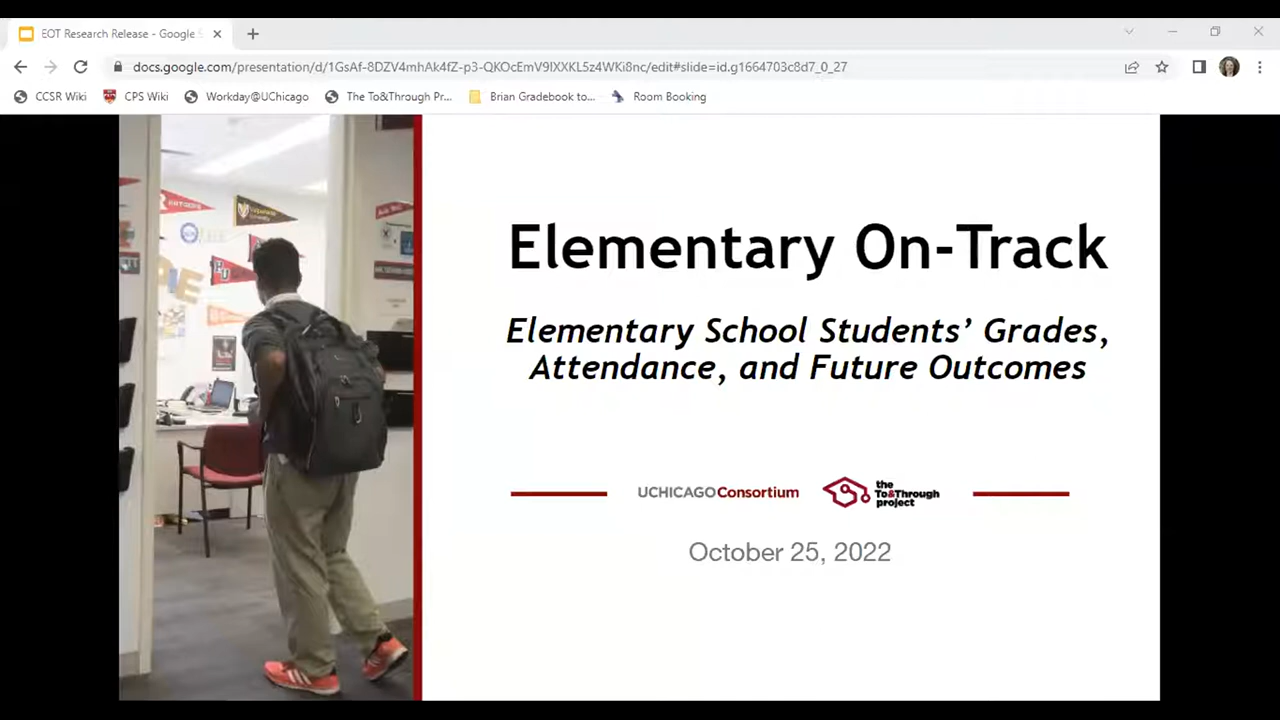 EOT Research Release - Google S
docs.google.com/presentation/d/1GsAf-8DZV4mhAk4fZ-p3-QKOcEmV9lXXKL5z4WKi8nc/edit#slide=id.g1664703c8d7_0_27
CCSR Wiki CPS Wiki Workday@UChicago The To&Through Pr... Brian Gradebook to... Room Booking
Elementary On-Track
Elementary School Students’ Grades,
Attendance, and Future Outcomes
UCHICAGOConsortium
the
To&Through
project
October 25, 2022